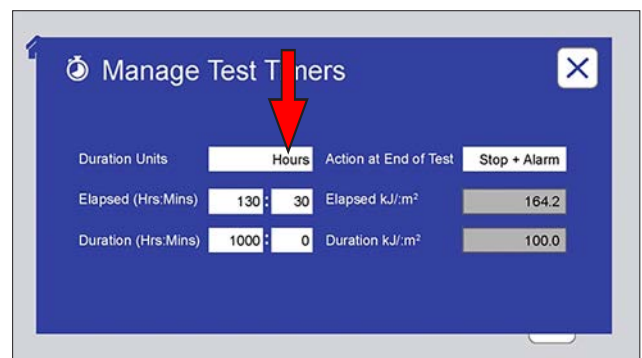 Manage Test Timers
Duration Units Hours Action at End of Test Stop + Alarm
Elapsed (Hrs:Mins) 130 : 30 Elapsed kJ/:m² 164.2
Duration (Hrs:Mins) 1000 : 0 Duration kJ/:m² 100.0